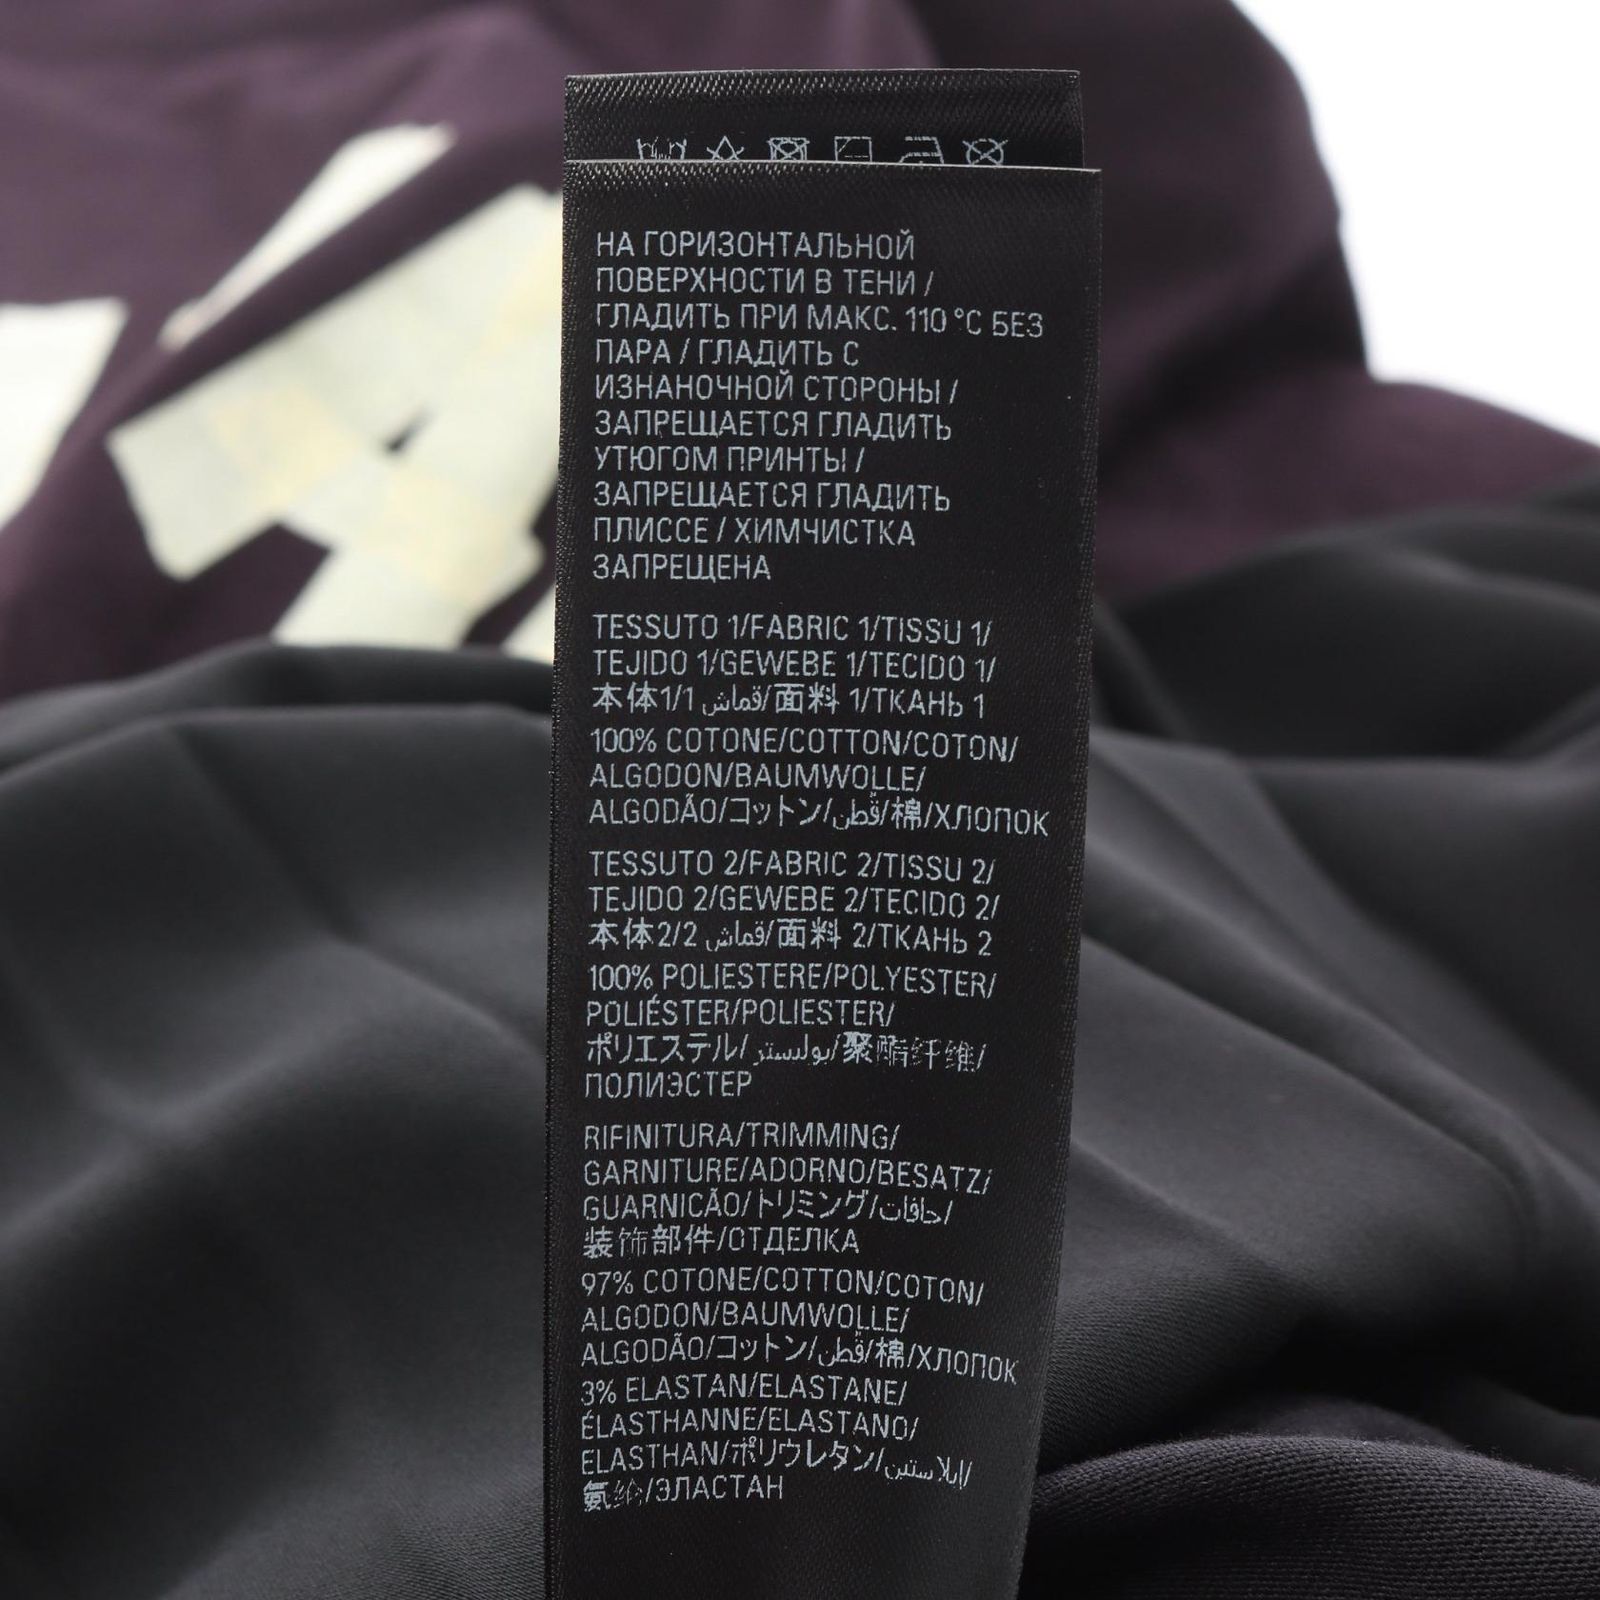 НА ГОРИЗОНТАЛЬНОЙ
ПОВЕРХНОСТИ В ТЕНИ /
ГЛАДИТЬ ПРИ МАКС. 110 °C БЕЗ
ПАРА / ГЛАДИТЬ С
ИЗНАНОЧНОЙ СТОРОНЫ /
ЗАПРЕЩАЕТСЯ ГЛАДИТЬ
УТЮГОМ ПРИНТЫ /
ЗАПРЕЩАЕТСЯ ГЛАДИТЬ
ПЛИССЕ / ХИМЧИСТКА
ЗАПРЕЩЕНА
TESSUTO 1/FABRIC 1/TISSU 1/
TEJIDO 1/GEWEBE 1/TECIDO 1/
本体1/1 قماش/面料 1/ТКАНЬ 1
100% COTONE/COTTON/COTON/
ALGODON/BAUMWOLLE/
ALGODÃO/コットン/قطن/棉/ХЛОПОК
TESSUTO 2/FABRIC 2/TISSU 2/
TEJIDO 2/GEWEBE 2/TECIDO 2/
本体2/2 قماش/面料 2/ТКАНЬ 2
100% POLIESTERE/POLYESTER/
POLIÉSTER/POLIESTER/
ポリエステル/بوليستر/聚酯纤维/
ПОЛИЭСТЕР
RIFINITURA/TRIMMING/
GARNITURE/ADORNO/BESATZ/
GUARNICÃO/トリミング/حافات/
装饰部件/ОТДЕЛКА
97% COTONE/COTTON/COTON/
ALGODON/BAUMWOLLE/
ALGODÃO/コットン/قطن/棉/ХЛОПОК
3% ELASTAN/ELASTANE/
ÉLASTHANNE/ELASTANO/
ELASTHAN/ポリウレタン/إيلاستين/
氨纶/ЭЛАСТАН